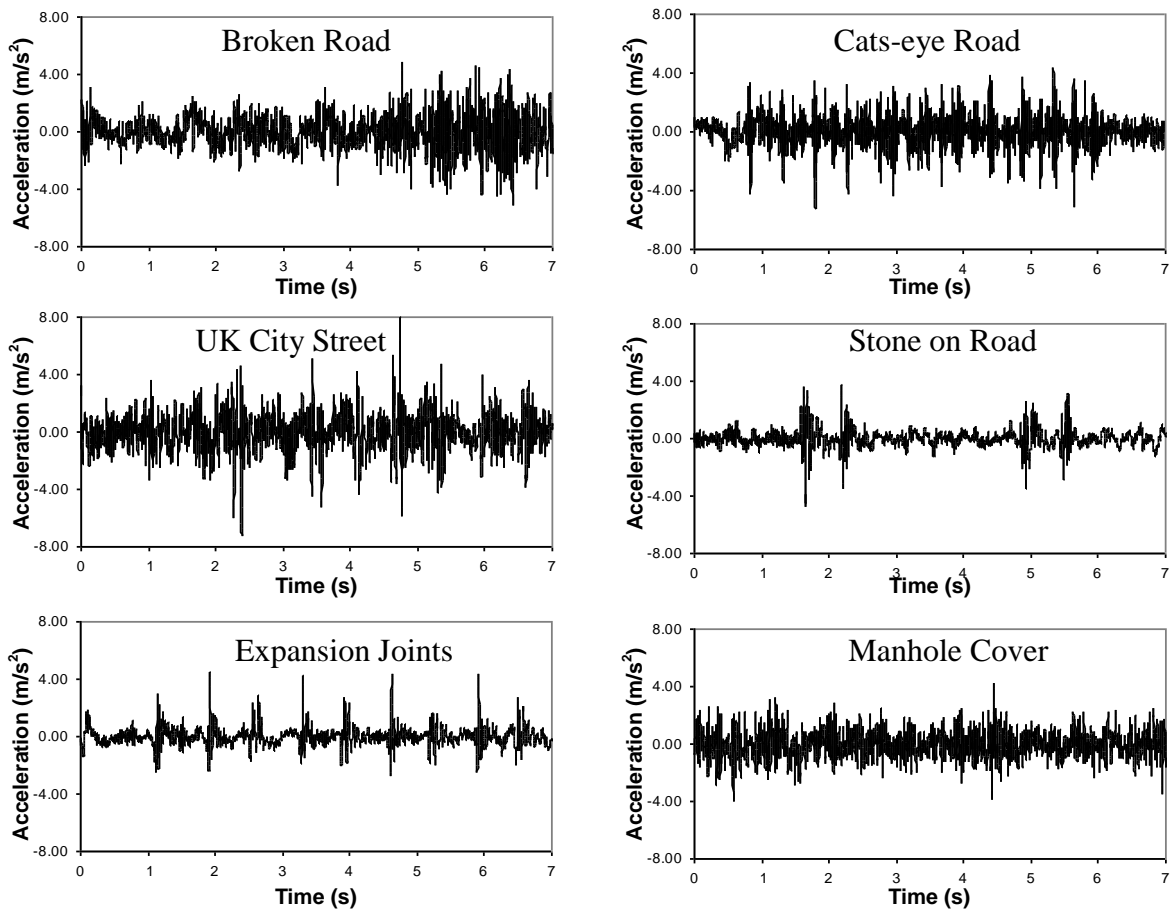 Broken Road
Acceleration (m/s²)
8.00
4.00
0.00
-4.00
-8.00
0 1 2 3 4 5 6 7
Time (s)
Cats-eye Road
Acceleration (m/s²)
8.00
4.00
0.00
-4.00
-8.00
0 1 2 3 4 5 6 7
Time (s)
UK City Street
Acceleration (m/s²)
8.00
4.00
0.00
-4.00
-8.00
0 1 2 3 4 5 6 7
Time (s)
Stone on Road
Acceleration (m/s²)
8.00
4.00
0.00
-4.00
-8.00
0 1 2 3 4 5 6 7
Time (s)
Expansion Joints
Acceleration (m/s²)
8.00
4.00
0.00
-4.00
-8.00
0 1 2 3 4 5 6 7
Time (s)
Manhole Cover
Acceleration (m/s²)
8.00
4.00
0.00
-4.00
-8.00
0 1 2 3 4 5 6 7
Time (s)